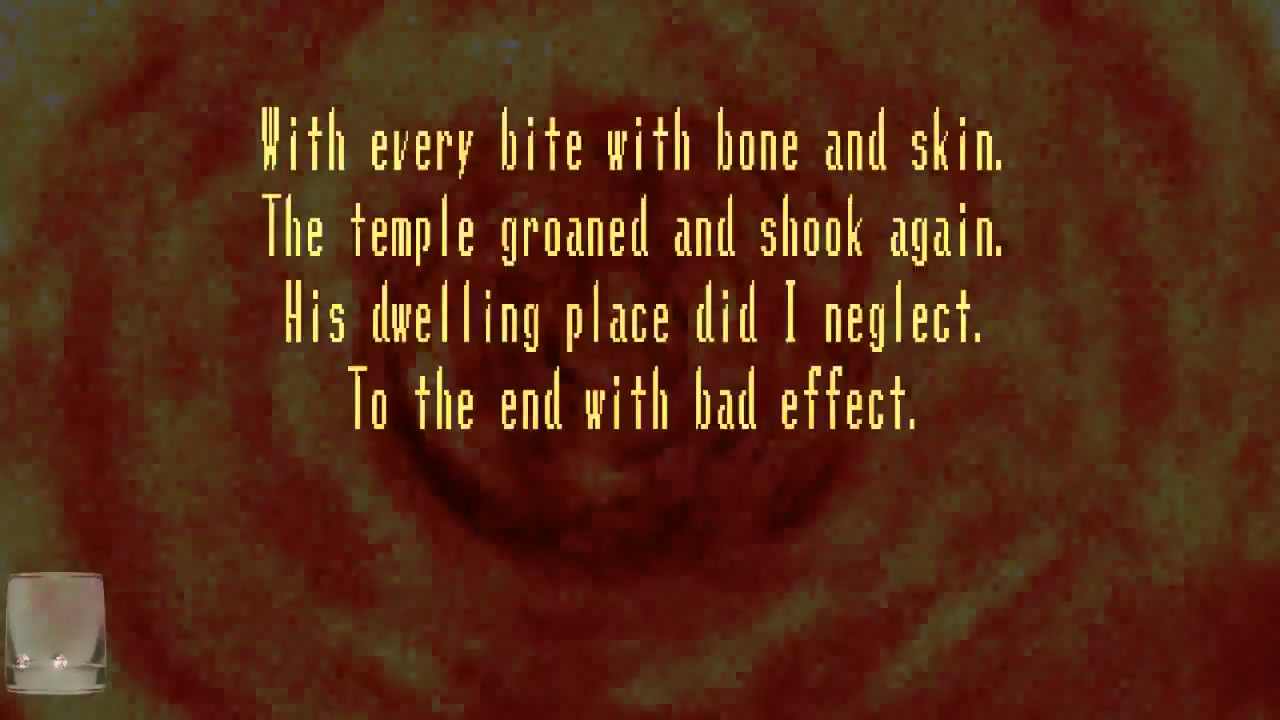 With every bite with bone and skin.
The temple groaned and shook again.
His dwelling place did I neglect.
To the end with bad effect.